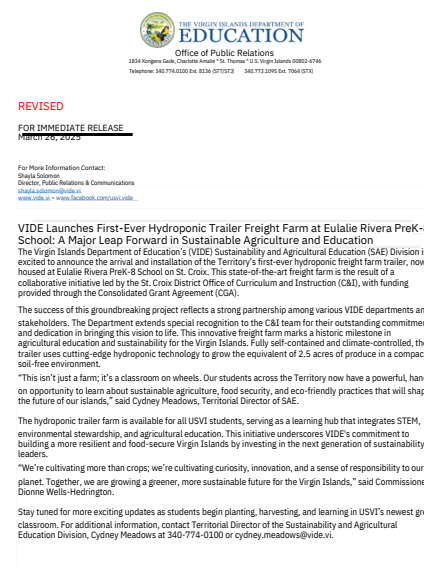 THE VIRGIN ISLANDS DEPARTMENT OF
EDUCATION
Office of Public Relations
1834 Kongens Gade, Charlotte Amalie * St. Thomas * U.S. Virgin Islands 00802-6746
Telephone: 340.774.0100 Ext. 8136 (STT/STJ) 340.773.1095 Ext. 7064 (STX)
REVISED
FOR IMMEDIATE RELEASE
March 26, 2025
For More Information Contact:
Shayla Solomon
Director, Public Relations & Communications
shayla.solomon@vide.vi
www.vide.vi ~ www.facebook.com/usvi.vide
VIDE Launches First-Ever Hydroponic Trailer Freight Farm at Eulalie Rivera PreK-8
School: A Major Leap Forward in Sustainable Agriculture and Education
The Virgin Islands Department of Education's (VIDE) Sustainability and Agricultural Education (SAE) Division i
excited to announce the arrival and installation of the Territory's first-ever hydroponic freight farm trailer, now
housed at Eulalie Rivera PreK-8 School on St. Croix. This state-of-the-art freight farm is the result of a
collaborative initiative led by the St. Croix District Office of Curriculum and Instruction (C&I), with funding
provided through the Consolidated Grant Agreement (CGA).
The success of this groundbreaking project reflects a strong partnership among various VIDE departments an
stakeholders. The Department extends special recognition to the C&I team for their outstanding commitmen
and dedication in bringing this vision to life. This innovative freight farm marks a historic milestone in
agricultural education and sustainability for the Virgin Islands. Fully self-contained and climate-controlled, the
trailer uses cutting-edge hydroponic technology to grow the equivalent of 2.5 acres of produce in a compac
soil-free environment.
“This isn't just a farm; it's a classroom on wheels. Our students across the Territory now have a powerful, han
on opportunity to learn about sustainable agriculture, food security, and eco-friendly practices that will shap
the future of our islands,” said Cydney Meadows, Territorial Director of SAE.
The hydroponic trailer farm is available for all USVI students, serving as a learning hub that integrates STEM,
environmental stewardship, and agricultural education. This initiative underscores VIDE's commitment to
building a more resilient and food-secure Virgin Islands by investing in the next generation of sustainability
leaders.
“We're cultivating more than crops; we're cultivating curiosity, innovation, and a sense of responsibility to our
planet. Together, we are growing a greener, more sustainable future for the Virgin Islands,” said Commissione
Dionne Wells-Hedrington.
Stay tuned for more exciting updates as students begin planting, harvesting, and learning in USVI's newest gre
classroom. For additional information, contact Territorial Director of the Sustainability and Agricultural
Education Division, Cydney Meadows at 340-774-0100 or cydney.meadows@vide.vi.